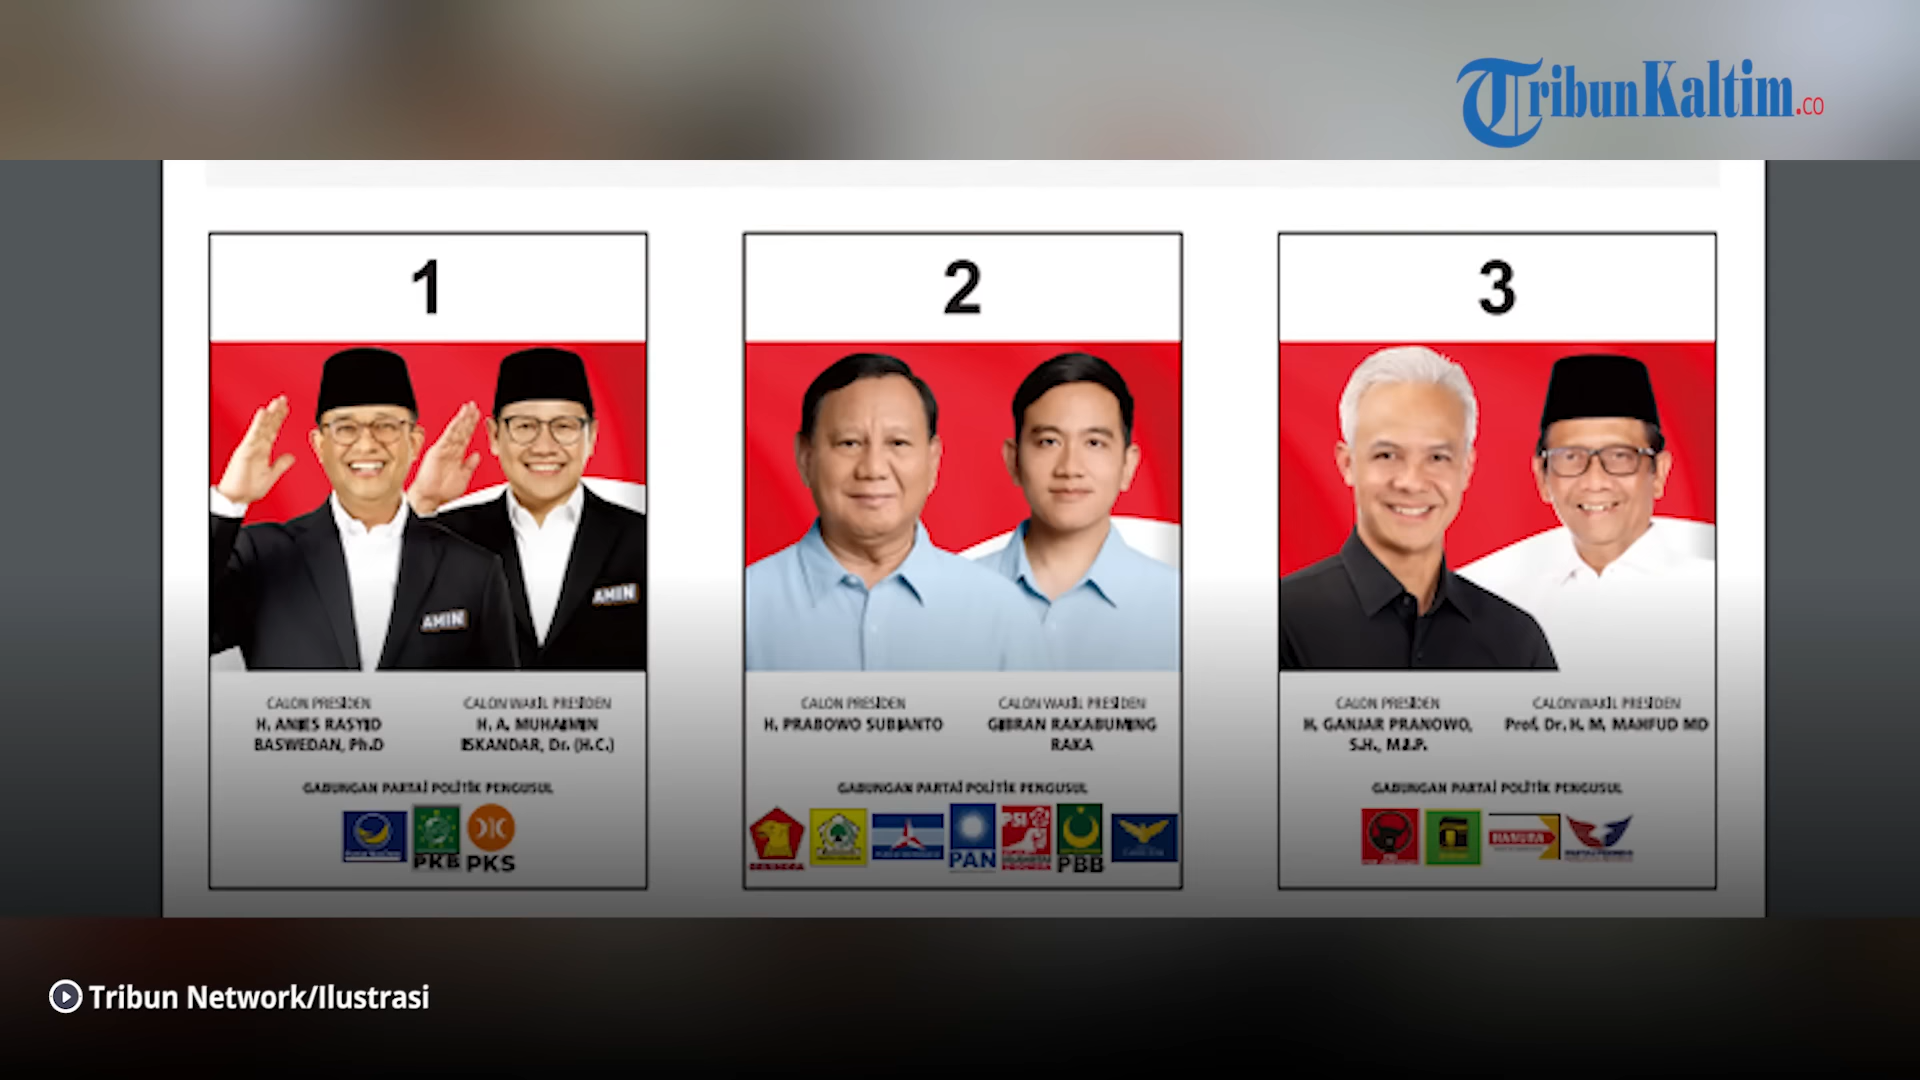 TribunKaltim.co
1
2
3
AMIN
AMIN
CALON PRESIDEN
H. ANIES RASYID
BASWEDAN, Ph.D
CALON WAKIL PRESIDEN
H. A. MUHAIMIN
ISKANDAR, Dr. (H.C.)
CALON PRESIDEN
H. PRABOWO SUBIANTO
CALON WAKIL PRESIDEN
GIBRAN RAKABUMING
RAKA
CALON PRESIDEN
H. GANJAR PRANOWO,
S.H., M.I.P.
CALON WAKIL PRESIDEN
Prof. Dr. H. M. MAHFUD MD
GABUNGAN PARTAI POLITIK PENGUSUL
PKB
PKS
GABUNGAN PARTAI POLITIK PENGUSUL
GERINDRA
PAN
PSI
PBB
GABUNGAN PARTAI POLITIK PENGUSUL
HANURA
Tribun Network/Ilustrasi